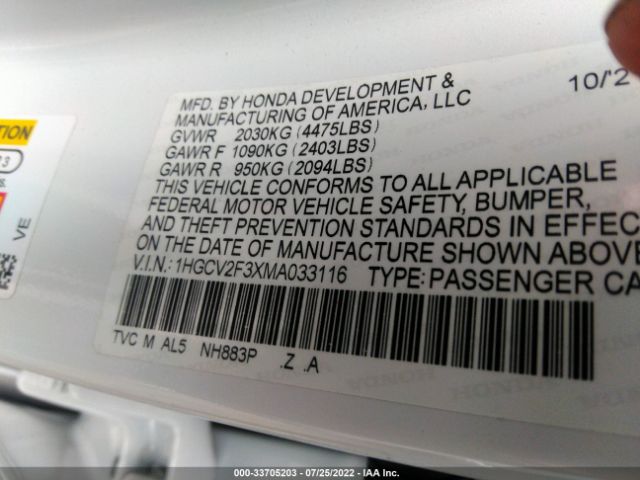 MFD. BY HONDA DEVELOPMENT & 10/'2
MANUFACTURING OF AMERICA, LLC
GVWR 2030KG (4475LBS)
GAWR F 1090KG (2403LBS)
GAWR R 950KG (2094LBS)
THIS VEHICLE CONFORMS TO ALL APPLICABLE
FEDERAL MOTOR VEHICLE SAFETY, BUMPER,
AND THEFT PREVENTION STANDARDS IN EFFEC
ON THE DATE OF MANUFACTURE SHOWN ABOVE
V.I.N.: 1HGCV2F3XMA033116 TYPE: PASSENGER CA
TVC M AL5 NH883P .Z .A
TION
VE
HONDA
000-33705203 - 07/25/2022 - IAA Inc.